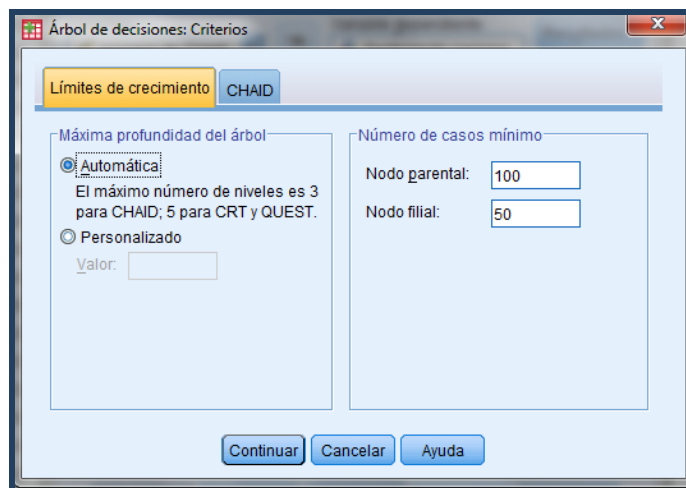 Árbol de decisiones: Criterios
Límites de crecimiento
CHAID
Máxima profundidad del árbol
Automática
El máximo número de niveles es 3
para CHAID; 5 para CRT y QUEST.
Personalizado
Valor:
Número de casos mínimo
Nodo parental: 100
Nodo filial: 50
Continuar Cancelar Ayuda